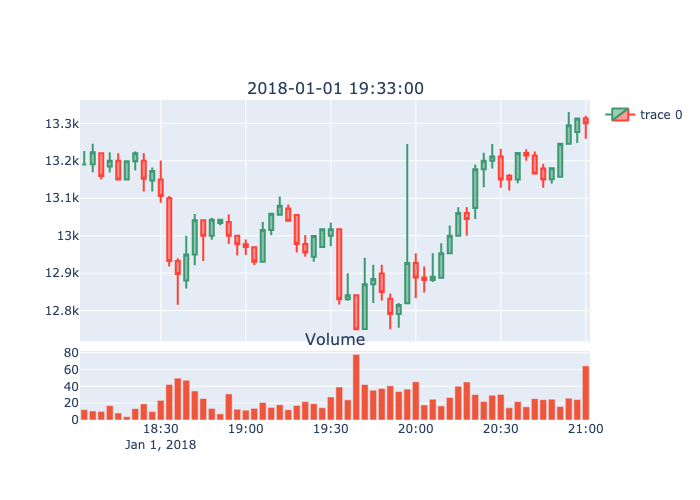 2018-01-01 19:33:00
trace 0
13.3k
13.2k
13.1k
13k
12.9k
12.8k
Volume
80
60
40
20
0
18:30 19:00 19:30 20:00 20:30 21:00
Jan 1, 2018